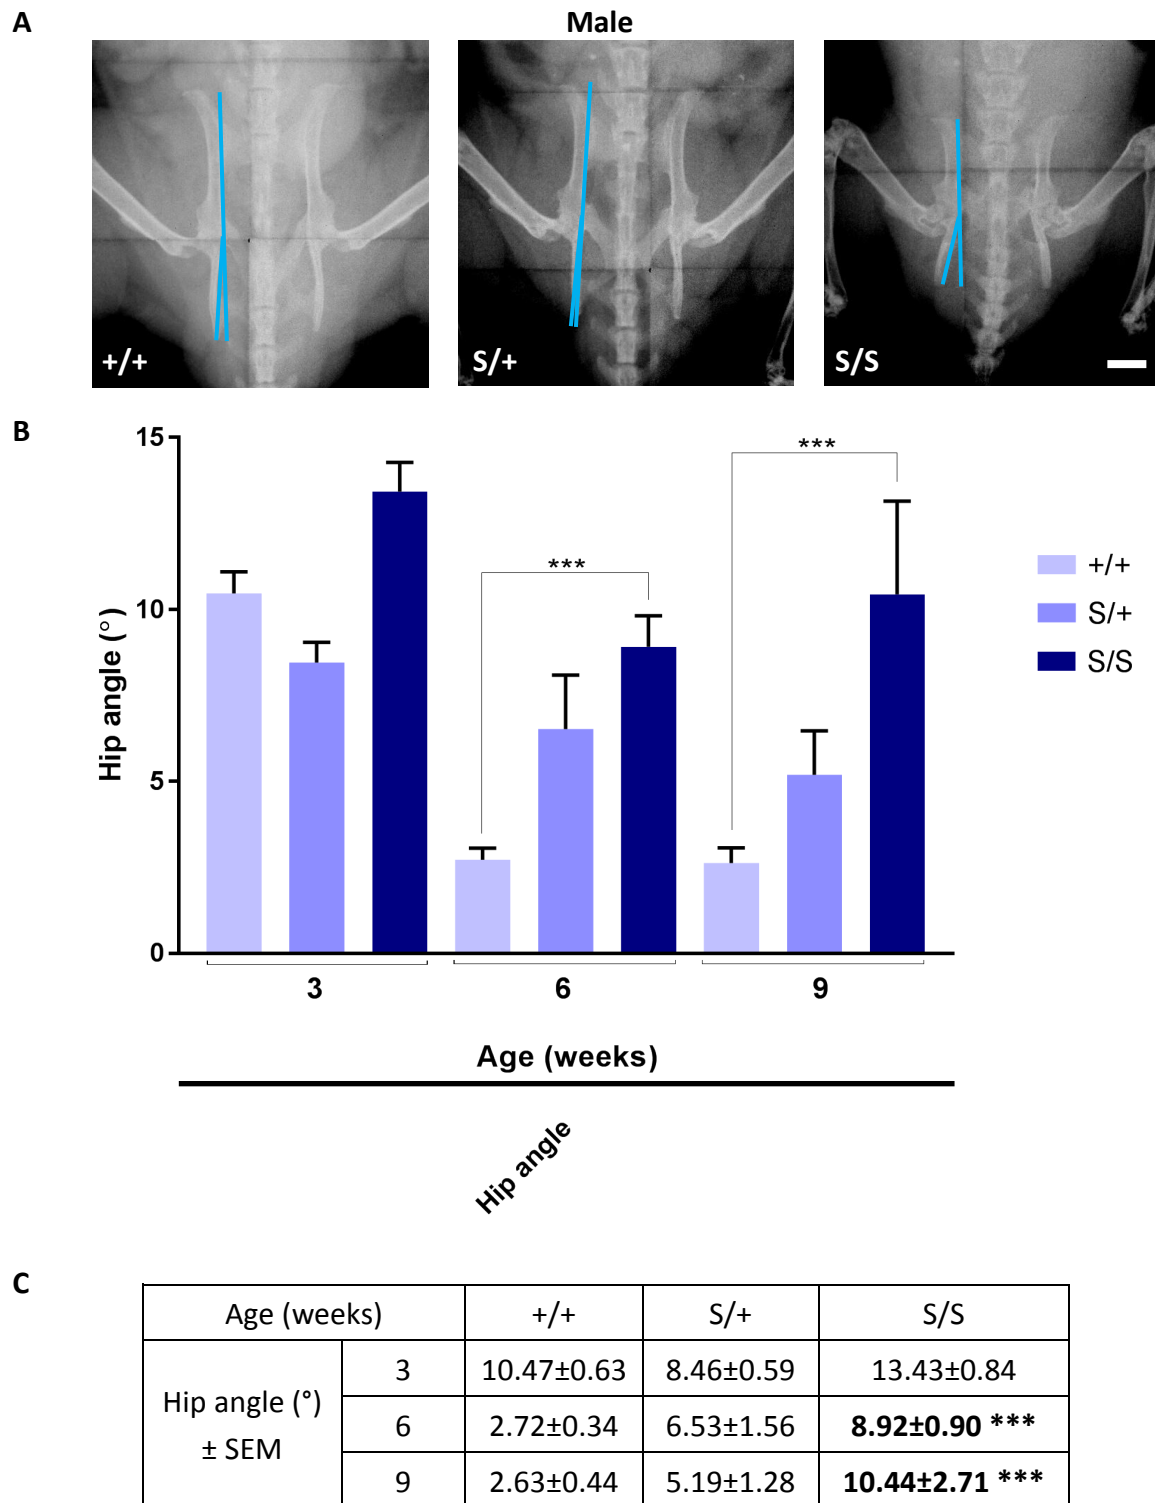 A
Male
+/+
S/+
S/S
B
15
10
5
0
Hip angle (°)
***
***
+/+
S/+
S/S
3
6
9
Age (weeks)
Hip angle
C
Age (weeks) +/+ S/+ S/S
Hip angle (°)
± SEM
3 10.47±0.63 8.46±0.59 13.43±0.84
6 2.72±0.34 6.53±1.56 8.92±0.90 ***
9 2.63±0.44 5.19±1.28 10.44±2.71 ***